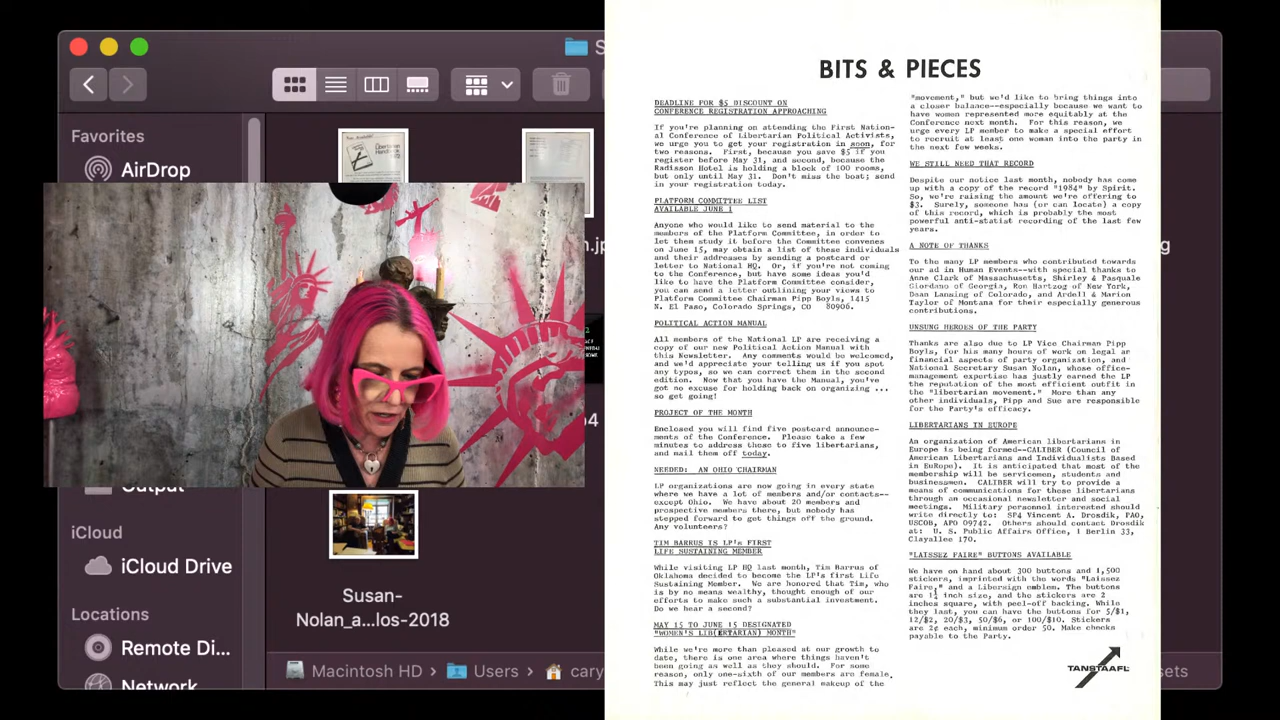 S
Favorites
AirDrop
Output
iCloud
iCloud Drive
Locations
Remote Di...
Network
Susan-
Nolan_a...los-2018
Macintosh HD
Users
cary
BITS & PIECES
DEADLINE FOR $5 DISCOUNT ON
CONFERENCE REGISTRATION APPROACHING
If you're planning on attending the First Nation-
al Conference of Libertarian Political Activists,
we urge you to get your registration in soon, for
two reasons. First, because you save $5 if you
register before May 31, and second, because the
Radisson Hotel is holding a block of 100 rooms,
but only until May 31. Don't miss the boat; send
in your registration today.
PLATFORM COMMITTEE LIST
AVAILABLE JUNE 1
Anyone who would like to send material to the
members of the Platform Committee, in order to
let them study it before the Committee convenes
on June 15, may obtain a list of these individuals
and their addresses by sending a postcard or
letter to National HQ. Or, if you're not coming
to the Conference, but have some ideas you'd
like to have the Platform Committee consider,
you can send a letter outlining your views to
Platform Committee Chairman Pipp Boyls, 1415
N. El Paso, Colorado Springs, CO 80906.
POLITICAL ACTION MANUAL
All members of the National LP are receiving a
copy of our new Political Action Manual with
this Newsletter. Any comments would be welcomed,
and we'd appreciate your telling us if you spot
any typos, so we can correct them in the second
edition. Now that you have the Manual, you've
got no excuse for holding back on organizing ...
so get going!
PROJECT OF THE MONTH
Enclosed you will find five postcard announce-
ments of the Conference. Please take a few
minutes to address these to five libertarians,
and mail them off today.
NEEDED: AN OHIO CHAIRMAN
LP organizations are now going in every state
where we have a lot of members and/or contacts--
except Ohio. We have about 20 members and
prospective members there, but nobody has
stepped forward to get things off the ground.
Any volunteers?
TIM BARRUS IS LP's FIRST
LIFE SUSTAINING MEMBER
While visiting LP HQ last month, Tim Barrus of
Oklahoma decided to become the LP's first Life
Sustaining Member. We are honored that Tim, who
is by no means wealthy, thought enough of our
efforts to make such a substantial investment.
Do we hear a second?
MAY 15 TO JUNE 15 DESIGNATED
"WOMEN'S LIB(ERTARIAN) MONTH"
While we're more than pleased at our growth to
date, there is one area where things haven't
been going as well as they should. For some
reason, only one-sixth of our members are female.
This may just reflect the general makeup of the
"movement," but we'd like to bring things into
a closer balance--especially because we want to
have women represented more equitably at the
Conference next month. For this reason, we
urge every LP member to make a special effort
to recruit at least one woman into the party in
the next few weeks.
WE STILL NEED THAT RECORD
Despite our notice last month, nobody has come
up with a copy of the record "1984" by Spirit.
So, we're raising the amount we're offering to
$3. Surely, someone has (or can locate) a copy
of this record, which is probably the most
powerful anti-statist recording of the last few
years.
A NOTE OF THANKS
To the many LP members who contributed towards
our ad in Human Events--with special thanks to
Anne Clark of Massachusetts, Shirley & Pasquale
Giordano of Georgia, Ron Hartzog of New York,
Dean Lansing of Colorado, and Ardell & Marion
Taylor of Montana for their especially generous
contributions.
UNSUNG HEROES OF THE PARTY
Thanks are also due to LP Vice Chairman Pipp
Boyls, for his many hours of work on legal and
financial aspects of party organization, and
National Secretary Susan Nolan, whose office-
management expertise has justly earned the LP
the reputation of the most efficient outfit in
the "libertarian movement." More than any
other individuals, Pipp and Sue are responsible
for the Party's efficacy.
LIBERTARIANS IN EUROPE
An organization of American libertarians in
Europe is being formed--CALIBER (Council of
American Libertarians and Individualists Based
in EuRope). It is anticipated that most of the
membership will be servicemen, students and
businessmen. CALIBER will try to provide a
means of communications for these libertarians
through an occasional newsletter and social
meetings. Military personnel interested should
write directly to: SP4 Vincent A. Drosdik, PAO,
USCOB, APO 09742. Others should contact Drosdik
at: U. S. Public Affairs Office, 1 Berlin 33,
Clayallee 170.
"LAISSEZ FAIRE" BUTTONS AVAILABLE
We have on hand about 300 buttons and 1,500
stickers, imprinted with the words "Laissez
Faire," and a Libersign emblem. The buttons
are 1¼ inch size, and the stickers are 2
inches square, with peel-off backing. While
they last, you can have the buttons for 5/$1,
12/$2, 20/$3, 50/$6, or 100/$10. Stickers
are 2¢ each, minimum order 50. Make checks
payable to the Party.
TANSTAAFL